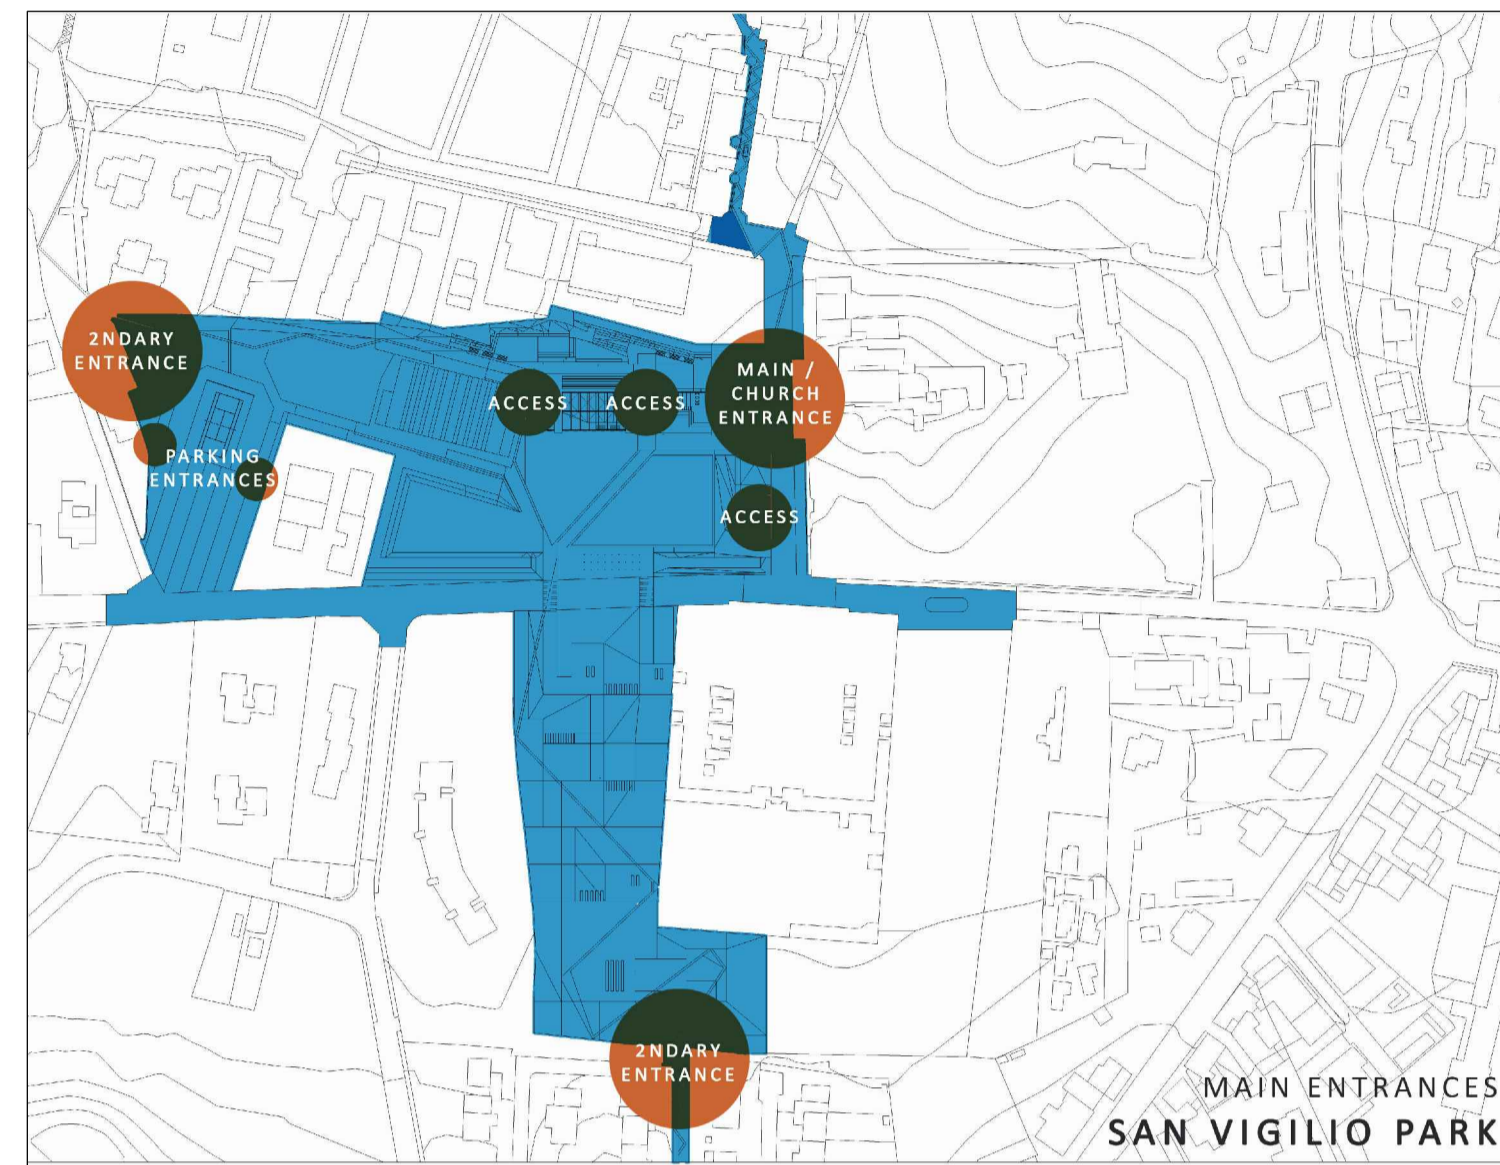 2NDARY
ENTRANCE
MAIN /
CHURCH
ENTRANCE
ACCESS
ACCESS
PARKING
ENTRANCES
ACCESS
2NDARY
ENTRANCE
MAIN ENTRANCES
SAN VIGILIO PARK